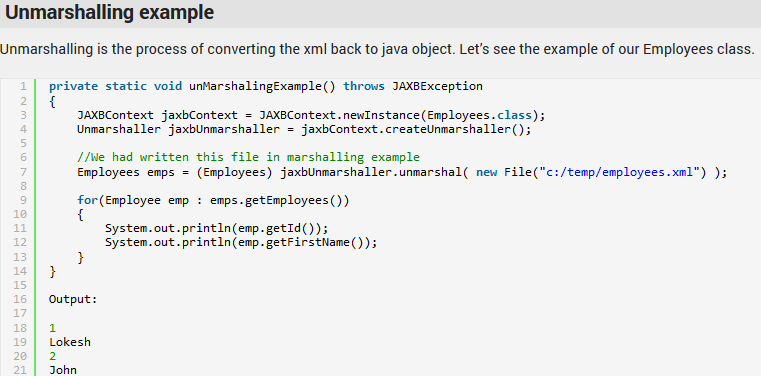 Unmarshalling example
Unmarshalling is the process of converting the xml back to java object. Let’s see the example of our Employees class.
1 private static void unMarshalingExample() throws JAXBException
2 {
3     JAXBContext jaxbContext = JAXBContext.newInstance(Employees.class);
4     Unmarshaller jaxbUnmarshaller = jaxbContext.createUnmarshaller();
5
6     //We had written this file in marshalling example
7     Employees emps = (Employees) jaxbUnmarshaller.unmarshal( new File("c:/temp/employees.xml") );
8
9     for(Employee emp : emps.getEmployees())
10     {
11         System.out.println(emp.getId());
12         System.out.println(emp.getFirstName());
13     }
14 }
15
16 Output:
17
18 1
19 Lokesh
20 2
21 John